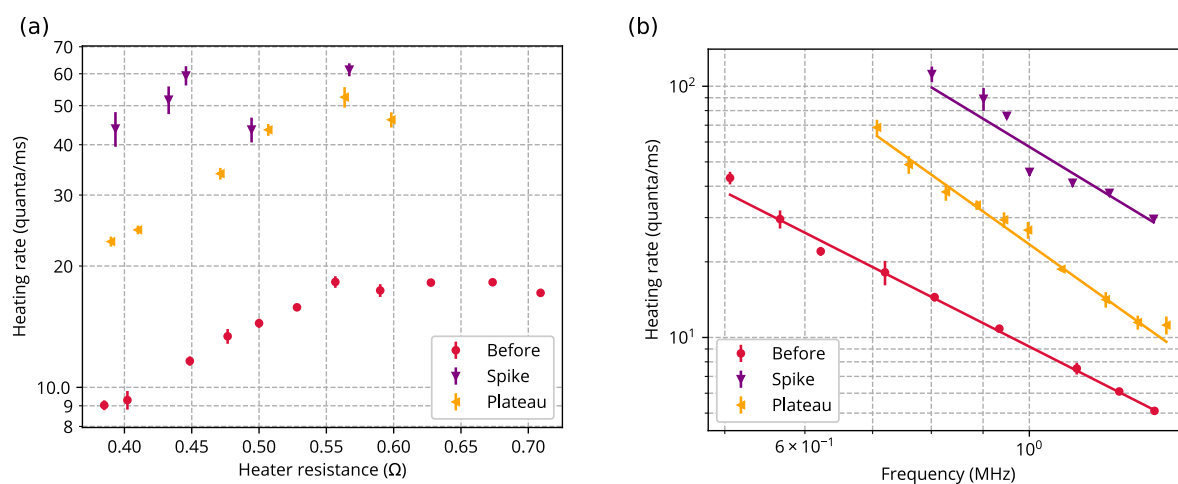 (a)
70
60
50
40
30
20
10.0
9
8
Heating rate (quanta/ms)
0.40 0.45 0.50 0.55 0.60 0.65 0.70
Heater resistance (Ω)
Before
Spike
Plateau
(b)
10²
10¹
Heating rate (quanta/ms)
6 × 10⁻¹ 10⁰
Frequency (MHz)
Before
Spike
Plateau